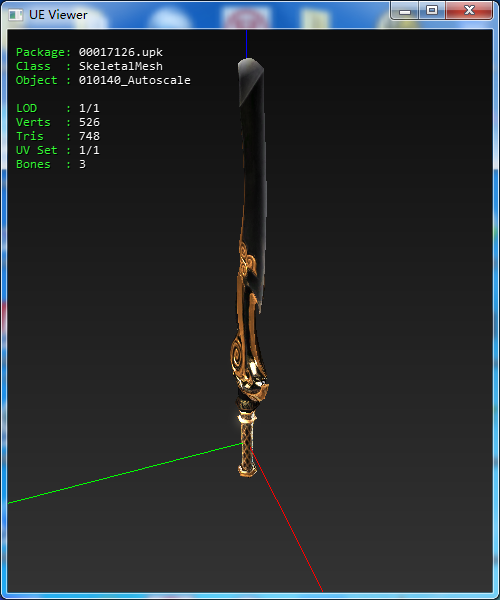 UE Viewer
Package: 00017126.upk
Class : SkeletalMesh
Object : 010140_Autoscale
LOD : 1/1
Verts : 526
Tris : 748
UV Set : 1/1
Bones : 3